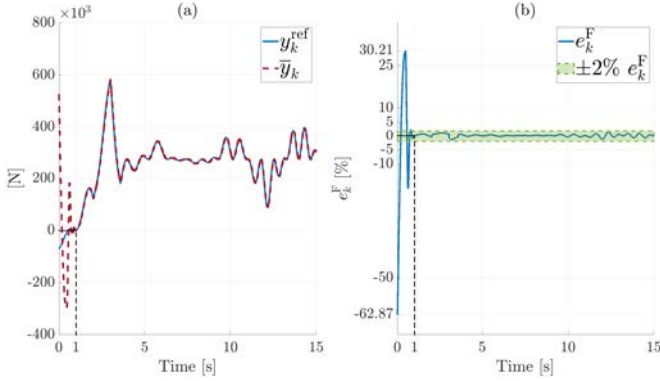 (a)
×10³
800
600
400
200
0
-200
-400
[N]
0 1 5 10 15
Time [s]
y_k^ref
ȳ_k
(b)
30.21
25
10
5
0
-5
-10
-50
-62.87
e_k^F [%]
0 1 5 10 15
Time [s]
e_k^F
±2% e_k^F